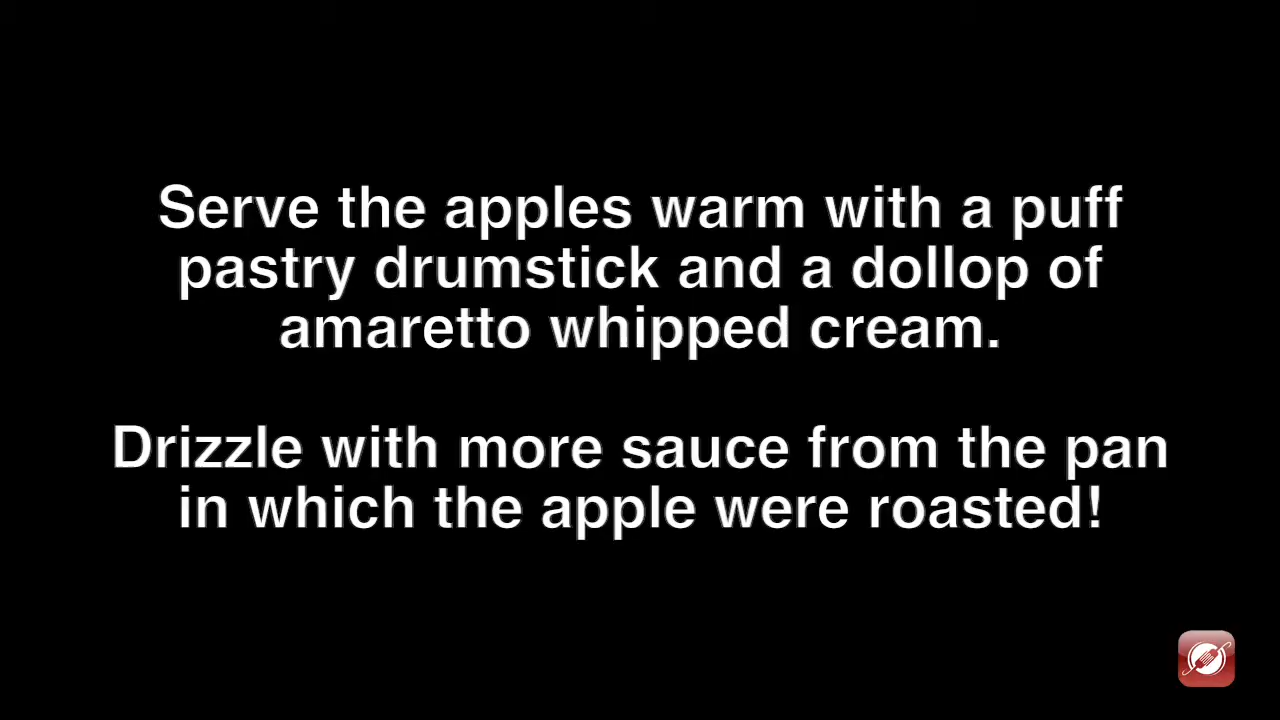 Serve the apples warm with a puff
pastry drumstick and a dollop of
amaretto whipped cream.
Drizzle with more sauce from the pan
in which the apple were roasted!